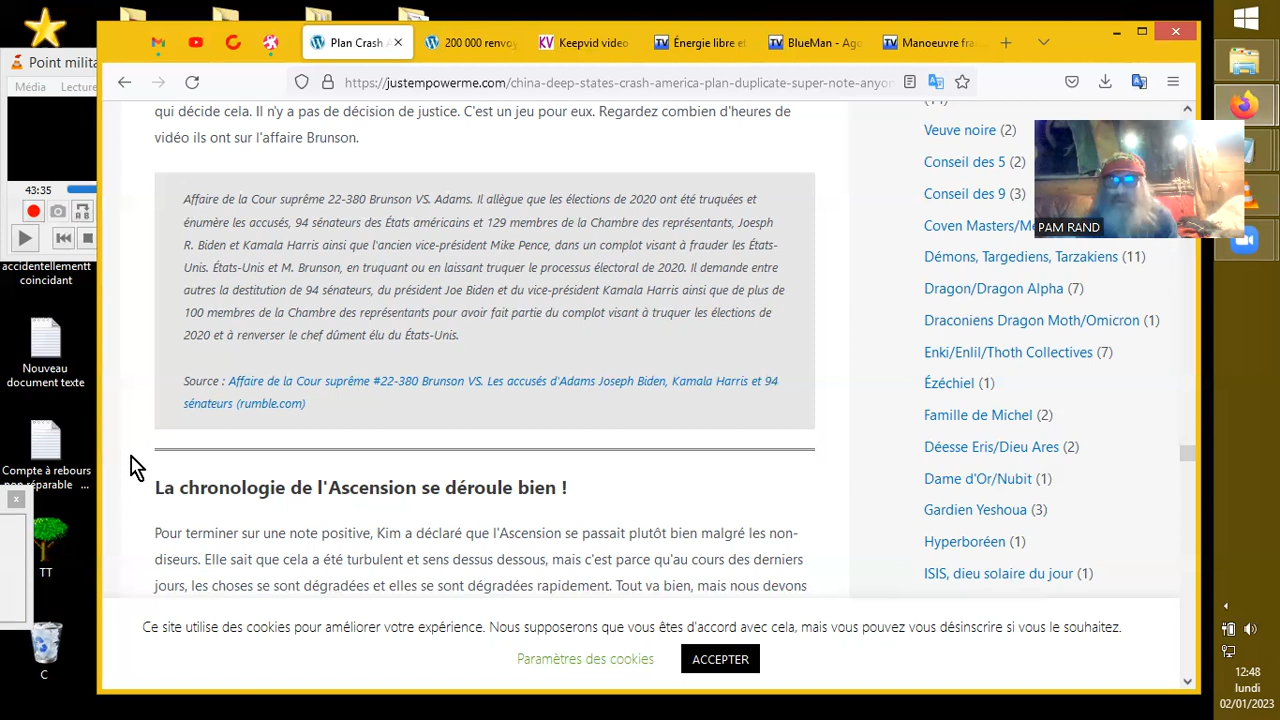 Plan Crash A
200 000 renvoy
Keepvid video
Énergie libre et
BlueMan - Ago
Manoeuvre fra
Point milita
Média Lecture
https://justempowerme.com/china-deep-states-crash-america-plan-duplicate-super-note-anyon
qui décide cela. Il n'y a pas de décision de justice. C'est un jeu pour eux. Regardez combien d'heures de
vidéo ils ont sur l'affaire Brunson.
Affaire de la Cour suprême 22-380 Brunson VS. Adams. Il allègue que les élections de 2020 ont été truquées et
énumère les accusés, 94 sénateurs des États américains et 129 membres de la Chambre des représentants, Joesph
R. Biden et Kamala Harris ainsi que l'ancien vice-président Mike Pence, dans un complot visant à frauder les États-
Unis. États-Unis et M. Brunson, en truquant ou en laissant truquer le processus électoral de 2020. Il demande entre
autres la destitution de 94 sénateurs, du président Joe Biden et du vice-président Kamala Harris ainsi que de plus de
100 membres de la Chambre des représentants pour avoir fait partie du complot visant à truquer les élections de
2020 et à renverser le chef dûment élu du États-Unis.
Source : Affaire de la Cour suprême #22-380 Brunson VS. Les accusés d'Adams Joseph Biden, Kamala Harris et 94
sénateurs (rumble.com)
La chronologie de l'Ascension se déroule bien !
Pour terminer sur une note positive, Kim a déclaré que l'Ascension se passait plutôt bien malgré les non-
diseurs. Elle sait que cela a été turbulent et sens dessus dessous, mais c'est parce qu'au cours des derniers
jours, les choses se sont dégradées et elles se sont dégradées rapidement. Tout va bien, mais nous devons
Veuve noire (2)
Conseil des 5 (2)
Conseil des 9 (3)
Coven Masters/Me
Démons, Targediens, Tarzakiens (11)
Dragon/Dragon Alpha (7)
Draconiens Dragon Moth/Omicron (1)
Enki/Enlil/Thoth Collectives (7)
Ézéchiel (1)
Famille de Michel (2)
Déesse Eris/Dieu Ares (2)
Dame d'Or/Nubit (1)
Gardien Yeshoua (3)
Hyperboréen (1)
ISIS, dieu solaire du jour (1)
PAM RAND
Ce site utilise des cookies pour améliorer votre expérience. Nous supposerons que vous êtes d'accord avec cela, mais vous pouvez vous désinscrire si vous le souhaitez.
Paramètres des cookies
ACCEPTER
43:35
accidentellementt
coincidant
Nouveau
document texte
Compte à rebours
non réparable ...
TT
C
12:48
lundi
02/01/2023